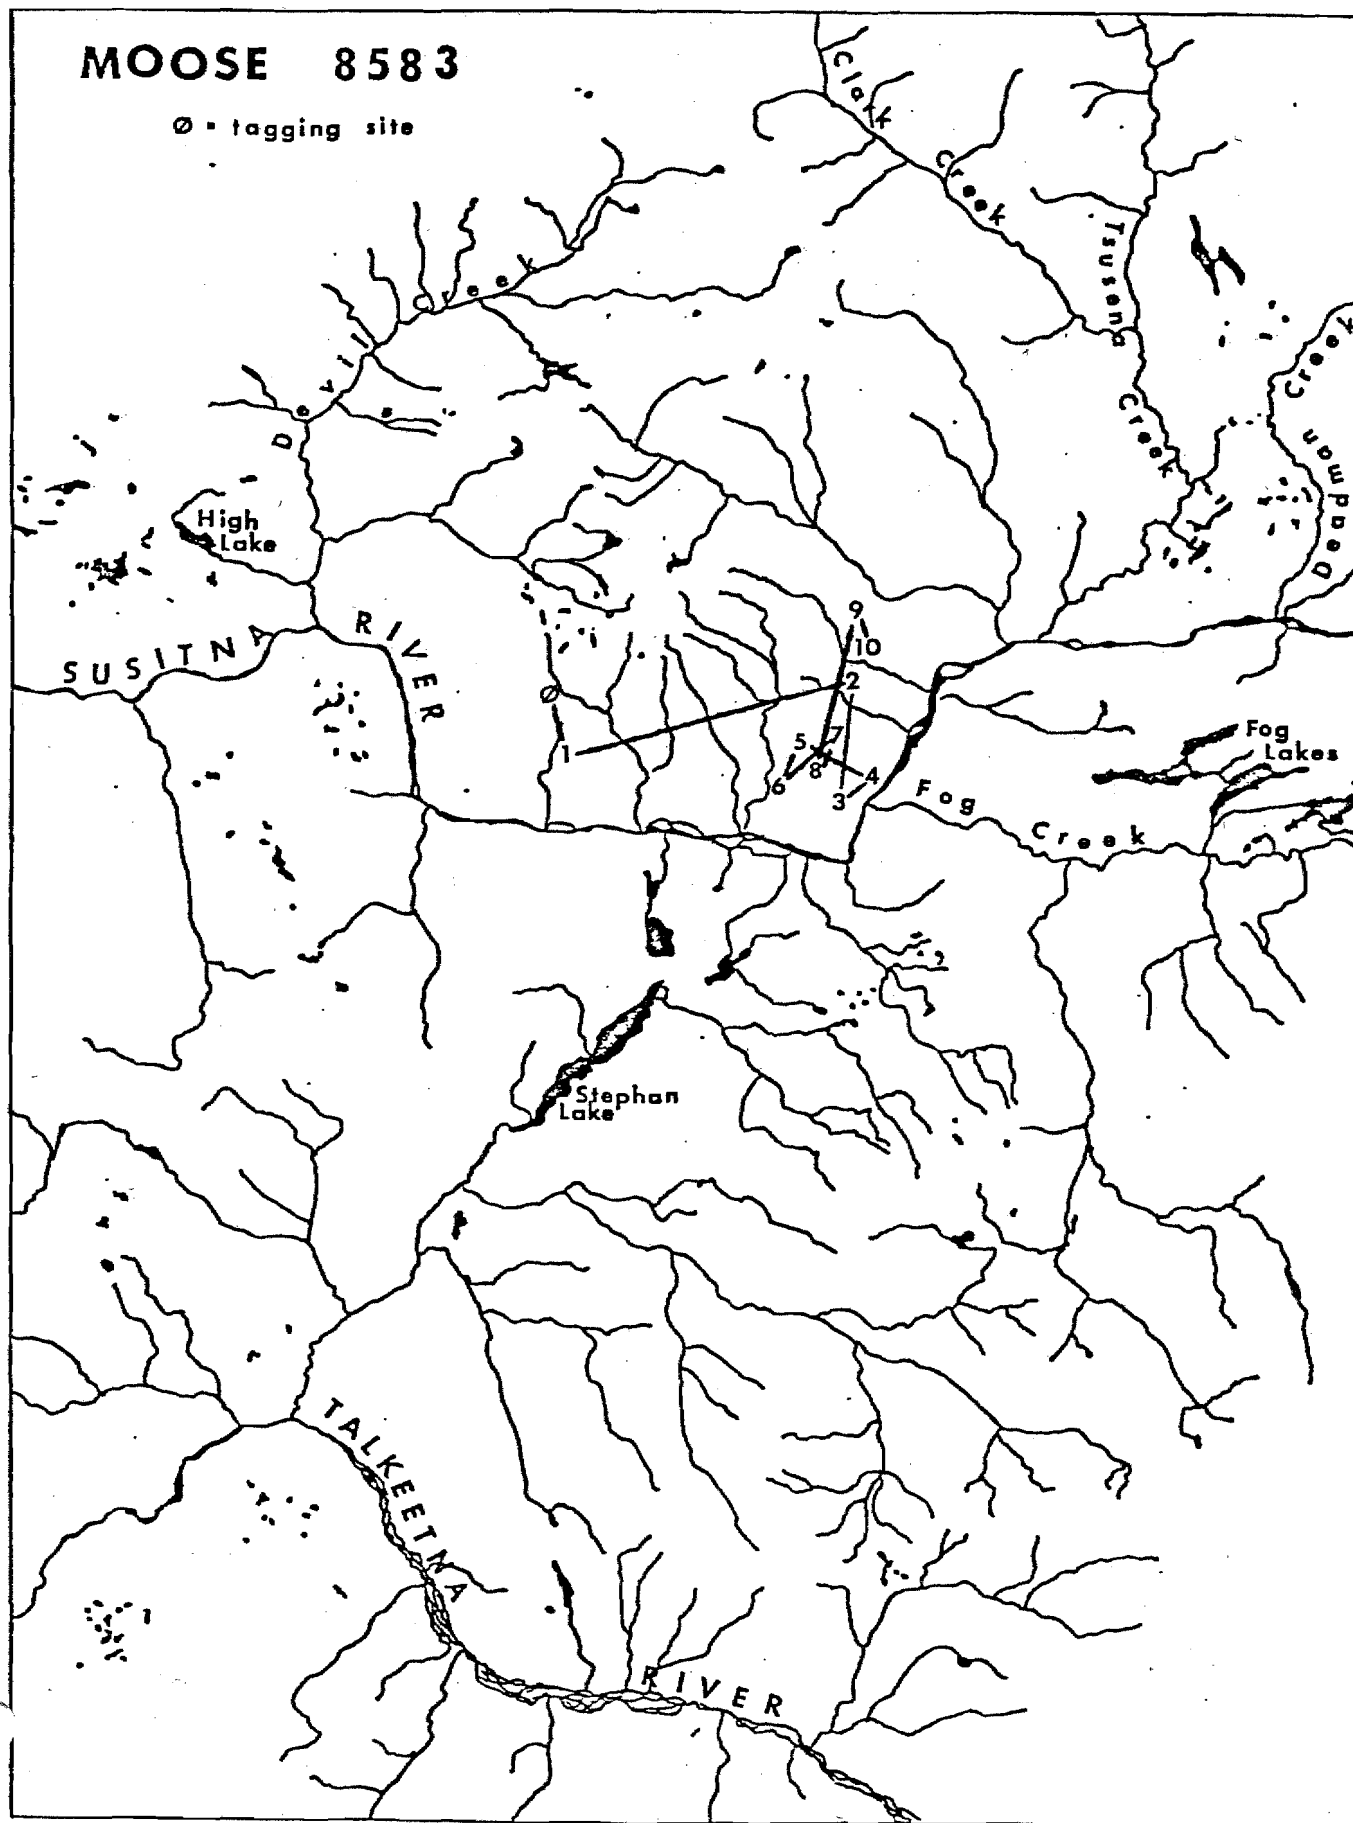 MOOSE 8583
Ø = tagging site
Clark Creek
Tsusena Creek
Deadman Creek
Devil Creek
High
Lake
SUSITNA RIVER
9
10
2
1
7
5
8
6
4
3
Fog
Lakes
Fog Creek
Stephan
Lake
TALKEETNA RIVER